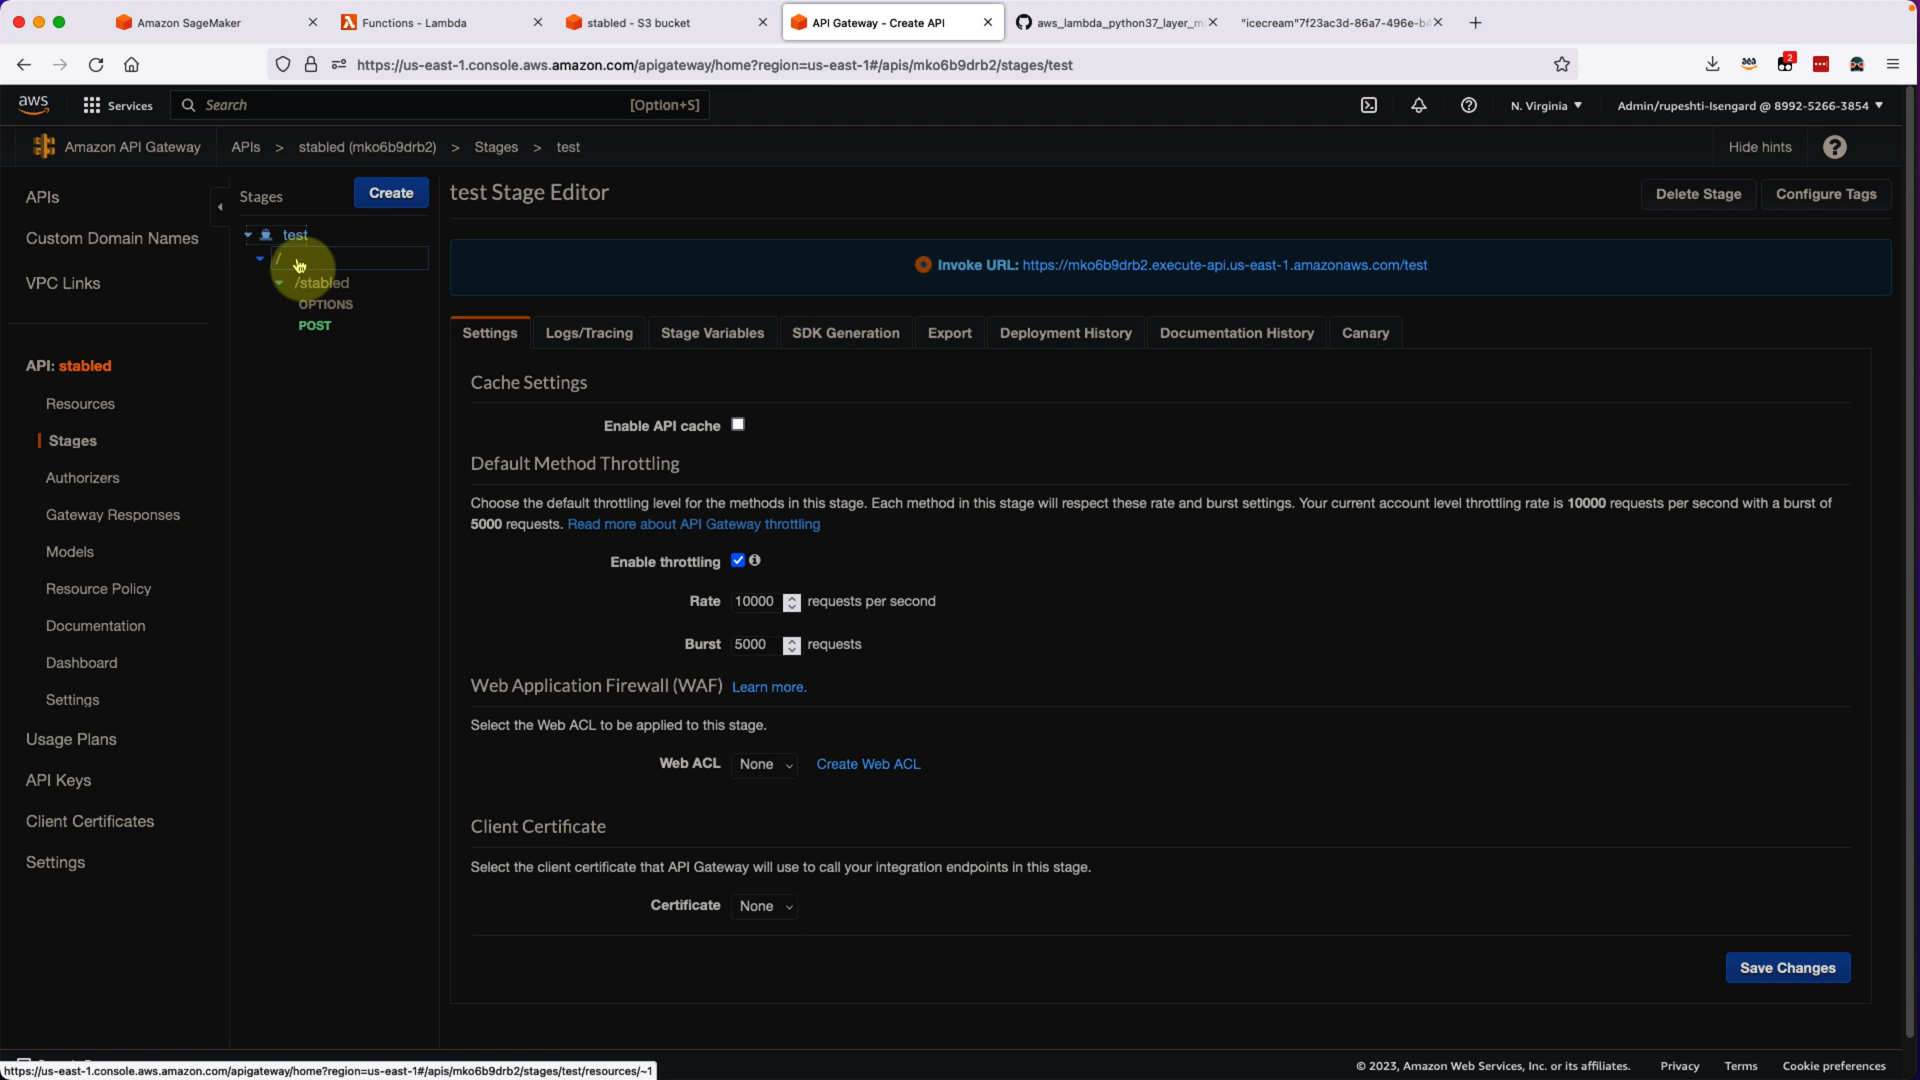 Amazon SageMaker
Functions - Lambda
stabled - S3 bucket
API Gateway - Create API
aws_lambda_python37_layer_m
"icecream"7f23ac3d-86a7-496e-b
https://us-east-1.console.aws.amazon.com/apigateway/home?region=us-east-1#/apis/mko6b9drb2/stages/test
2
aws
Services
Search
[Option+S]
N. Virginia
Admin/rupeshti-Isengard @ 8992-5266-3854
Amazon API Gateway
APIs > stabled (mko6b9drb2) > Stages > test
Hide hints
?
APIs
Custom Domain Names
VPC Links
API: stabled
Resources
Stages
Authorizers
Gateway Responses
Models
Resource Policy
Documentation
Dashboard
Settings
Usage Plans
API Keys
Client Certificates
Settings
Stages
Create
test
/
/stabled
OPTIONS
POST
test Stage Editor
Delete Stage
Configure Tags
Invoke URL: https://mko6b9drb2.execute-api.us-east-1.amazonaws.com/test
Settings
Logs/Tracing
Stage Variables
SDK Generation
Export
Deployment History
Documentation History
Canary
Cache Settings
Enable API cache
Default Method Throttling
Choose the default throttling level for the methods in this stage. Each method in this stage will respect these rate and burst settings. Your current account level throttling rate is 10000 requests per second with a burst of
5000 requests. Read more about API Gateway throttling
Enable throttling
Rate 10000 requests per second
Burst 5000 requests
Web Application Firewall (WAF) Learn more.
Select the Web ACL to be applied to this stage.
Web ACL None Create Web ACL
Client Certificate
Select the client certificate that API Gateway will use to call your integration endpoints in this stage.
Certificate None
Save Changes
https://us-east-1.console.aws.amazon.com/apigateway/home?region=us-east-1#/apis/mko6b9drb2/stages/test/resources/~1
© 2023, Amazon Web Services, Inc. or its affiliates.
Privacy
Terms
Cookie preferences